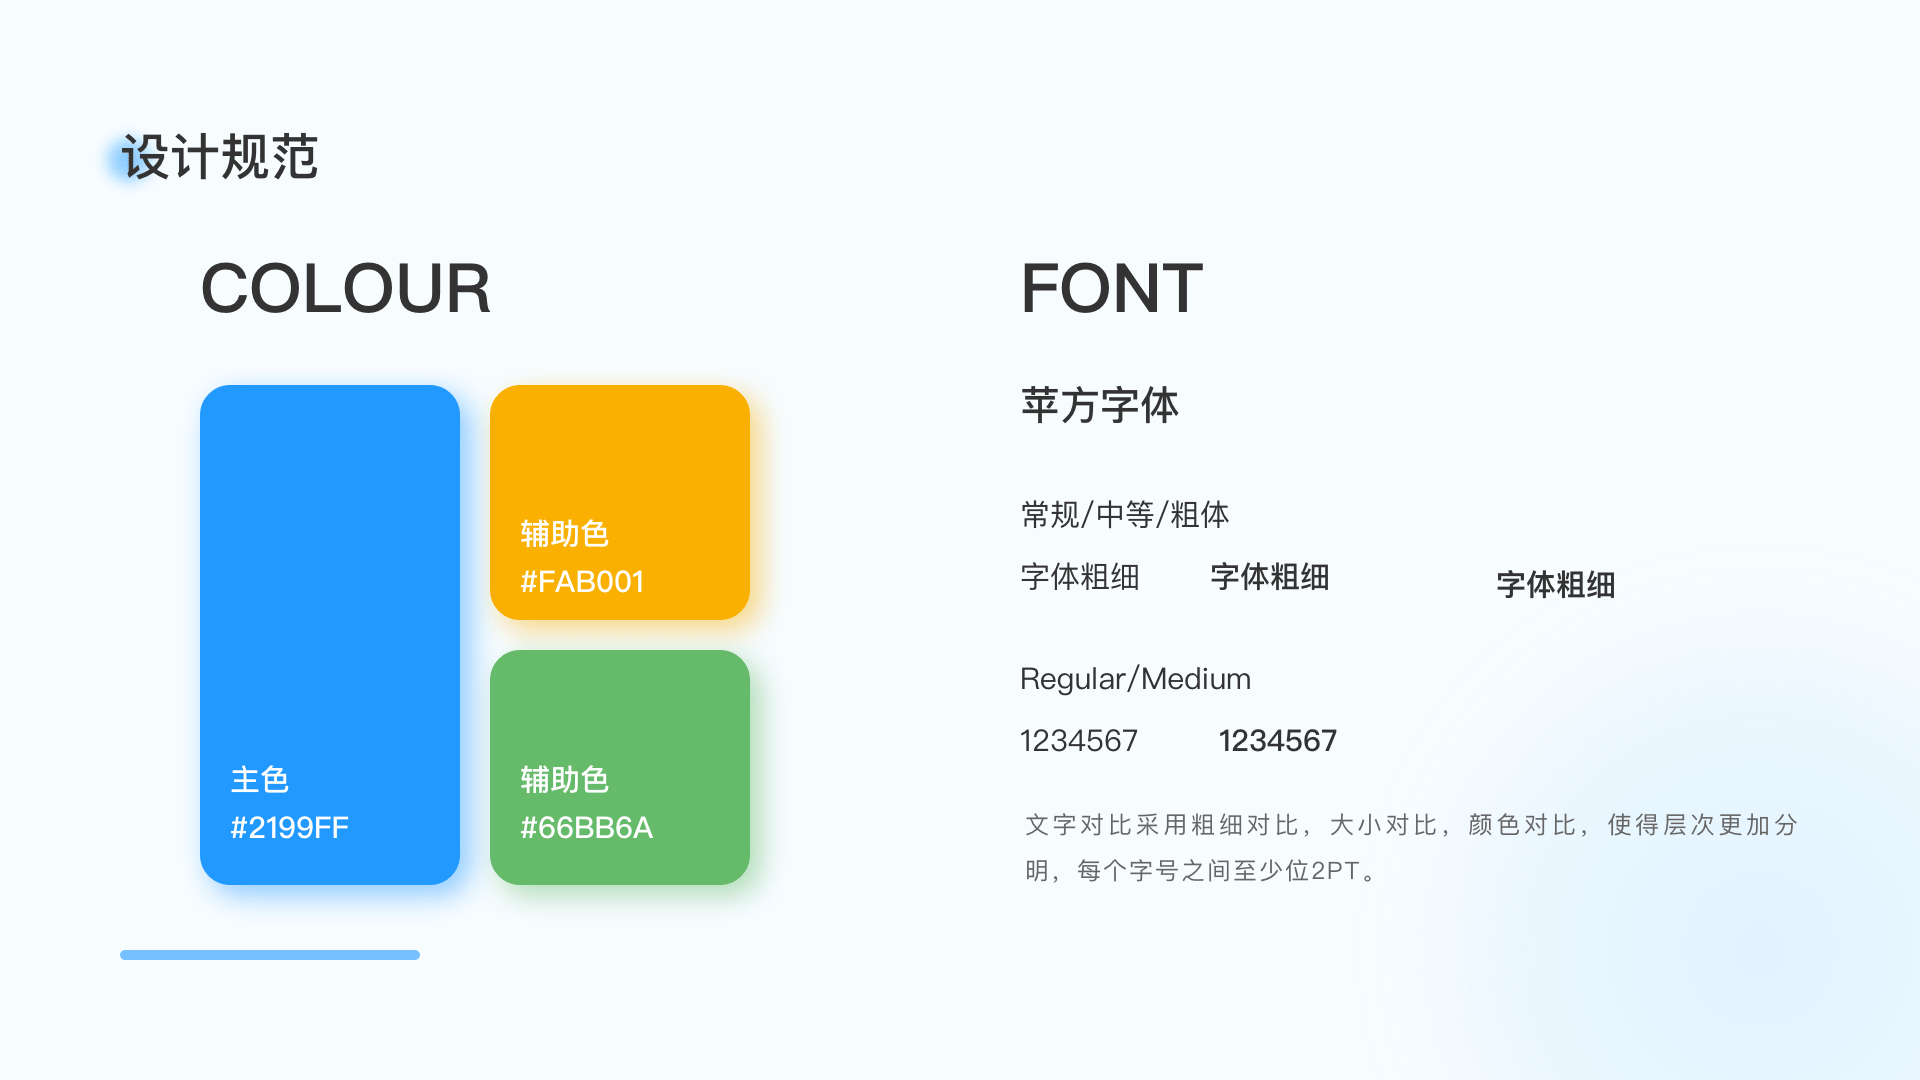 设计规范
COLOUR
主色
#2199FF
辅助色
#FAB001
辅助色
#66BB6A
FONT
苹方字体
常规/中等/粗体
字体粗细 字体粗细 字体粗细
Regular/Medium
1234567 1234567
文字对比采用粗细对比，大小对比，颜色对比，使得层次更加分
明，每个字号之间至少位2PT。